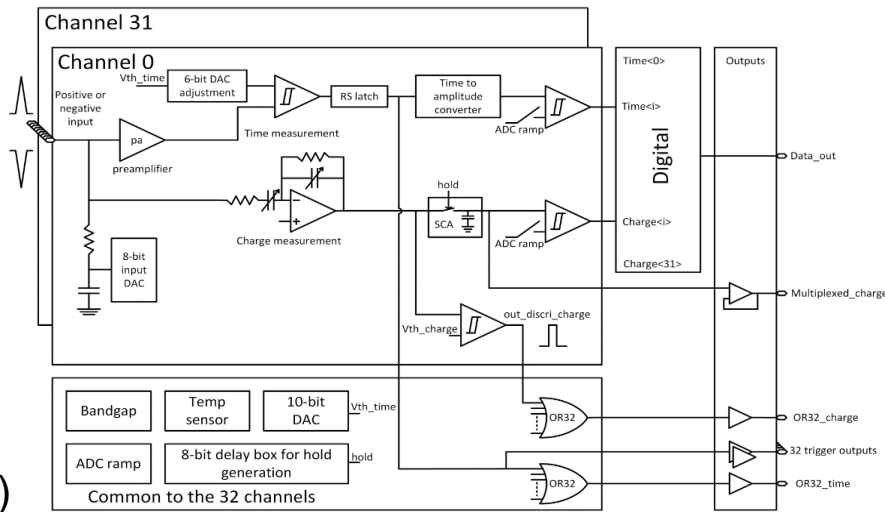 Channel 31
Channel 0
Vth_time
6-bit DAC
adjustment
RS latch
Time to
amplitude
converter
Time<0>
Outputs
Positive or
negative
input
pa
preamplifier
Time measurement
ADC ramp
Time<i>
Digital
Data_out
hold
SCA
Charge measurement
ADC ramp
Charge<i>
8-bit
input
DAC
Charge<31>
Multiplexed_charge
Vth_charge
out_discri_charge
Bandgap
Temp
sensor
10-bit
DAC
Vth_time
OR32
OR32_charge
ADC ramp
8-bit delay box for hold
generation
hold
32 trigger outputs
OR32
OR32_time
Common to the 32 channels
)